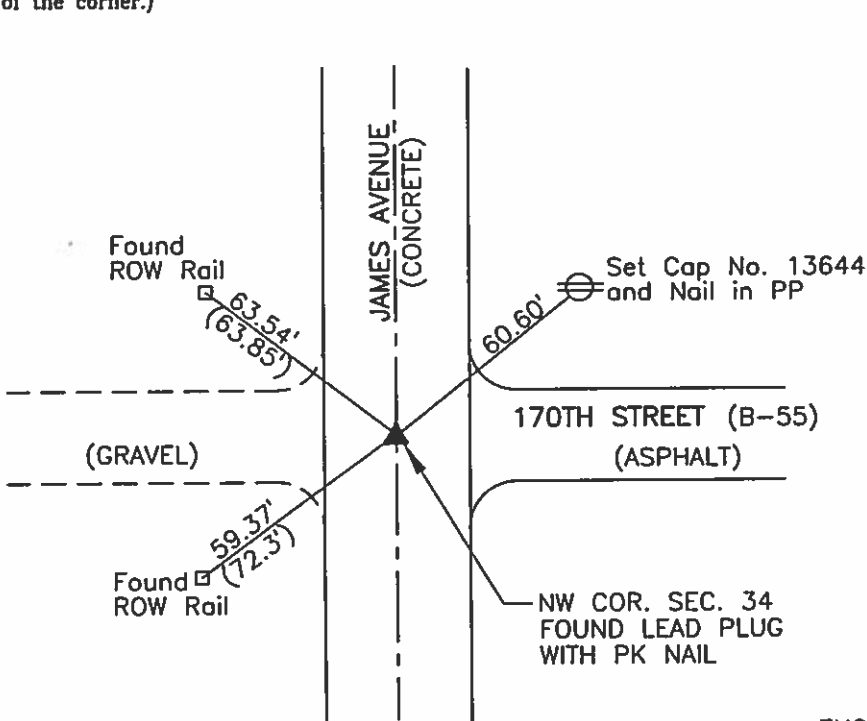 of the corner.)
JAMES AVENUE
(CONCRETE)
Found
ROW Rail
63.54'
(63.85')
60.60'
Set Cap No. 13644
and Nail in PP
170TH STREET (B-55)
(ASPHALT)
(GRAVEL)
59.37'
(72.3')
Found
ROW Rail
NW COR. SEC. 34
FOUND LEAD PLUG
WITH PK NAIL